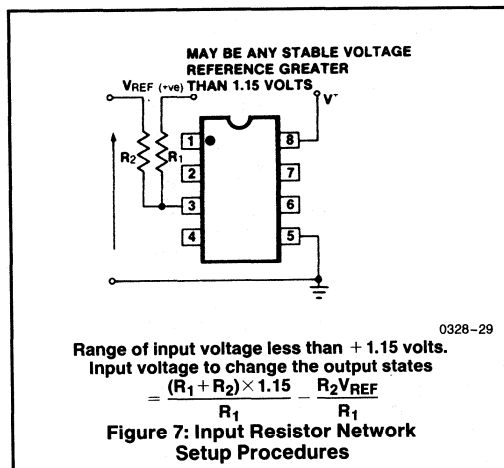 MAY BE ANY STABLE VOLTAGE
REFERENCE GREATER
THAN 1.15 VOLTS
VREF (+ve)
V+
R2
R1
1
8
2
7
3
6
4
5
0328-29
Range of input voltage less than + 1.15 volts.
Input voltage to change the output states
= (R1 + R2) × 1.15 / R1 - R2VREF / R1
Figure 7: Input Resistor Network
Setup Procedures